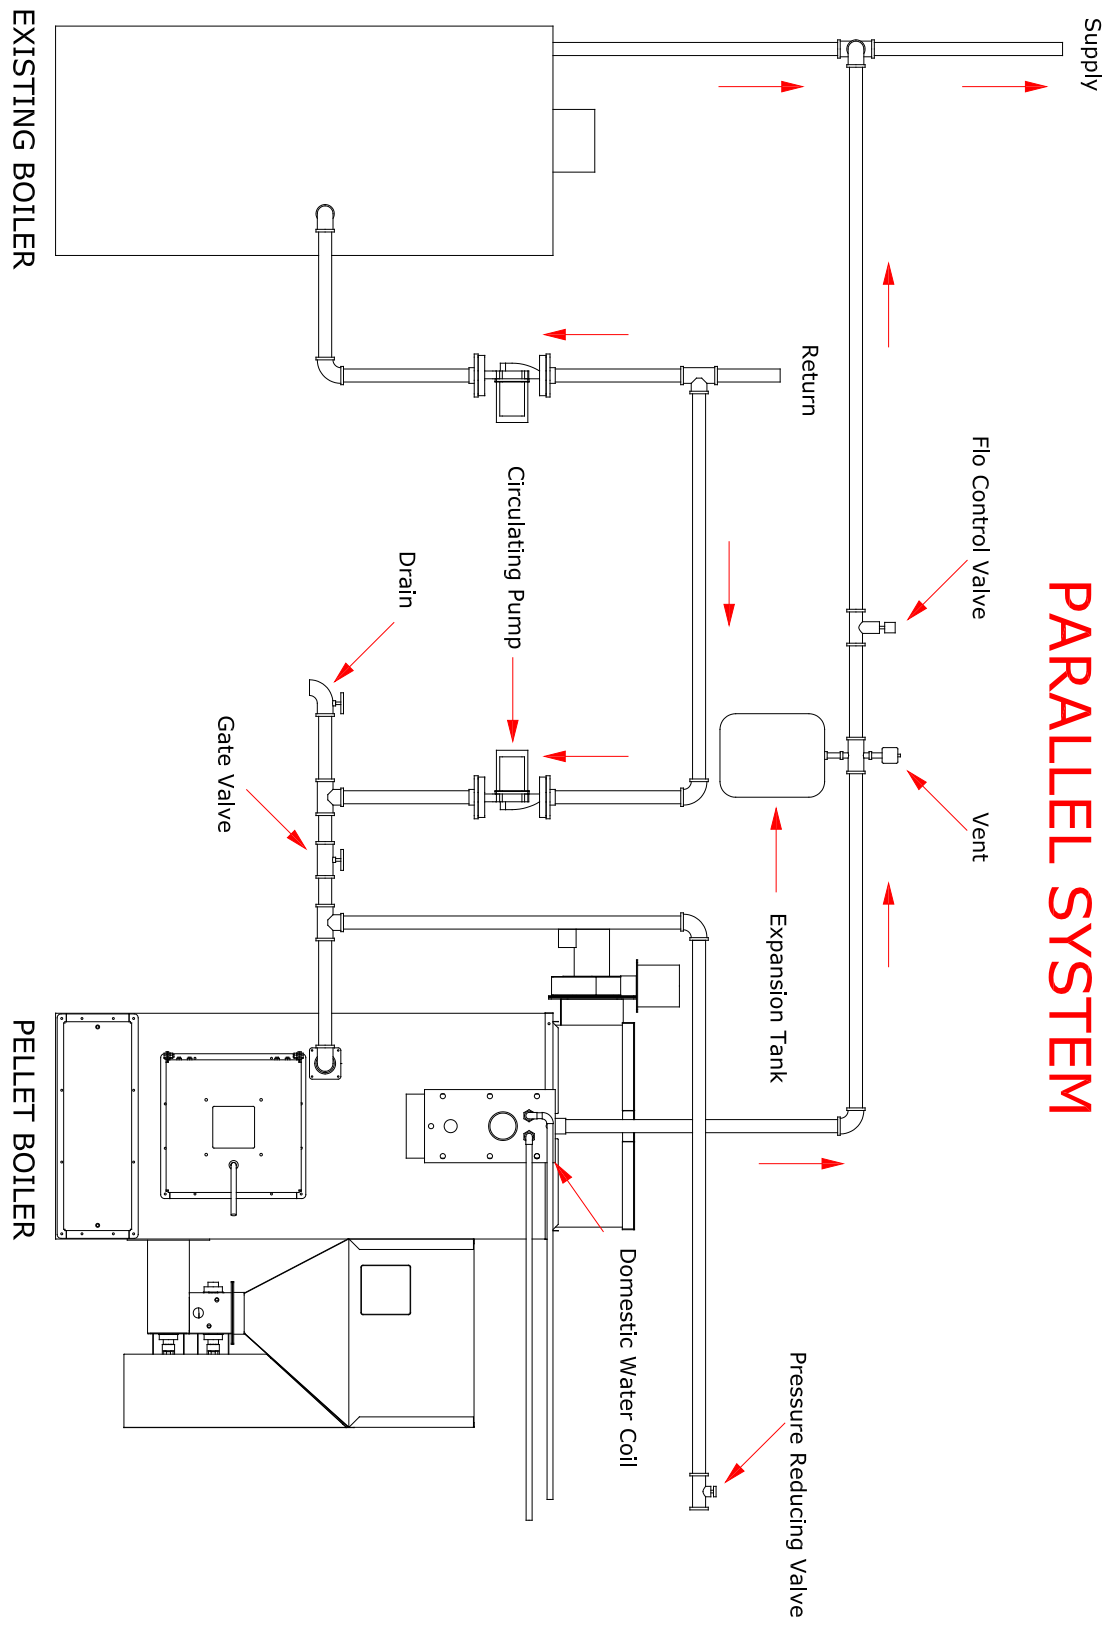 PARALLEL SYSTEM
Supply
Flo Control Valve
Vent
Return
Expansion Tank
Pressure Reducing Valve
Circulating Pump
Domestic Water Coil
Drain
Gate Valve
EXISTING BOILER
PELLET BOILER